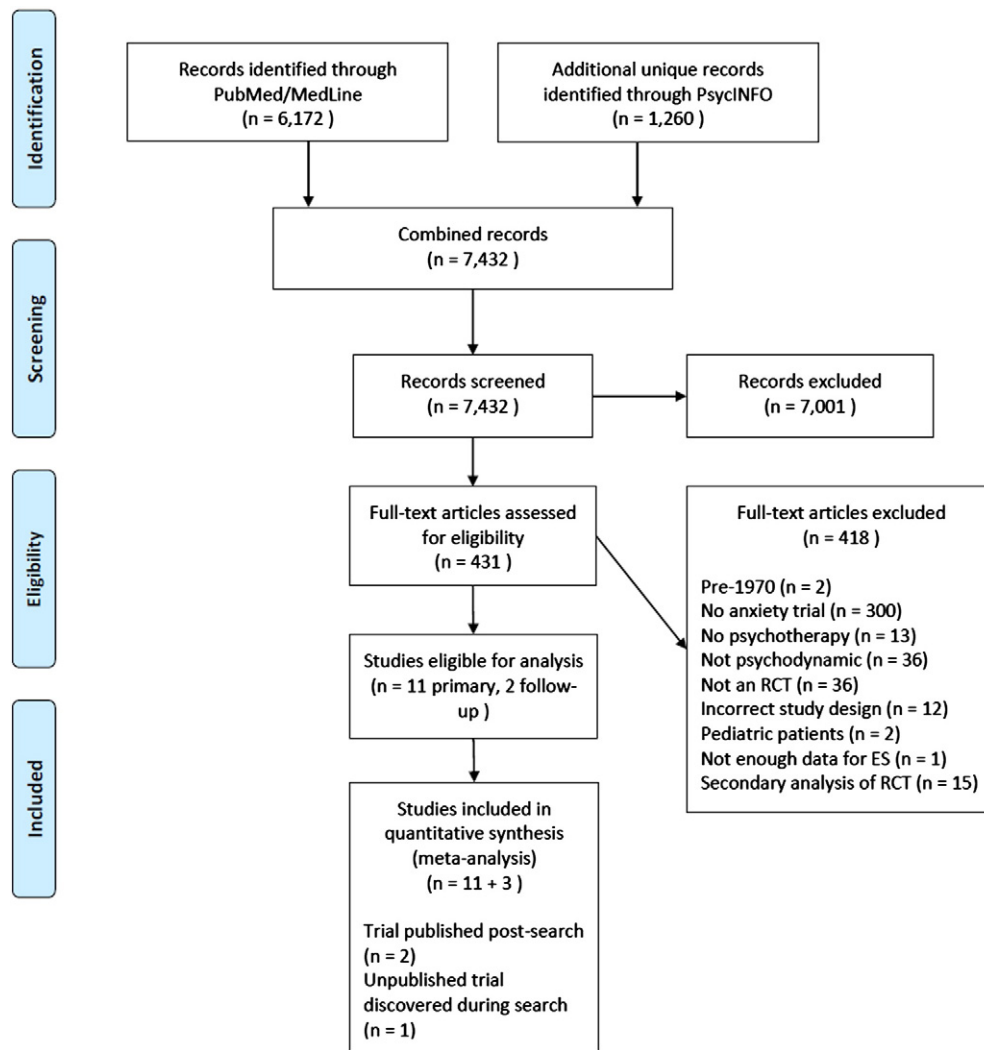 Identification
Records identified through
PubMed/MedLine
(n = 6,172 )
Additional unique records
identified through PsycINFO
(n = 1,260 )
Combined records
(n = 7,432 )
Screening
Records screened
(n = 7,432 )
Records excluded
(n = 7,001 )
Eligibility
Full-text articles assessed
for eligibility
(n = 431 )
Full-text articles excluded
(n = 418 )
Pre-1970 (n = 2)
No anxiety trial (n = 300)
No psychotherapy (n = 13)
Not psychodynamic (n = 36)
Not an RCT (n = 36)
Incorrect study design (n = 12)
Pediatric patients (n = 2)
Not enough data for ES (n = 1)
Secondary analysis of RCT (n = 15)
Studies eligible for analysis
(n = 11 primary, 2 follow-
up )
Included
Studies included in
quantitative synthesis
(meta-analysis)
(n = 11 + 3 )
Trial published post-search
(n = 2)
Unpublished trial
discovered during search
(n = 1)